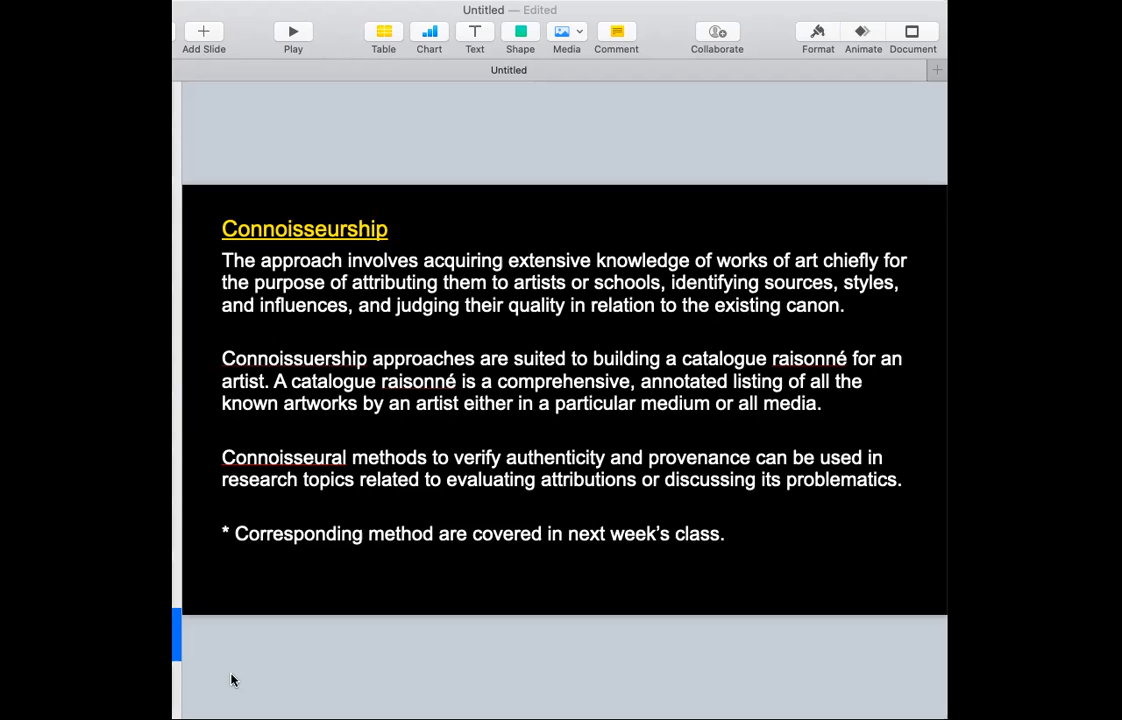 Untitled — Edited
Add Slide Play Table Chart Text Shape Media Comment Collaborate Format Animate Document
Untitled
Connoisseurship
The approach involves acquiring extensive knowledge of works of art chiefly for
the purpose of attributing them to artists or schools, identifying sources, styles,
and influences, and judging their quality in relation to the existing canon.
Connoissuership approaches are suited to building a catalogue raisonné for an
artist. A catalogue raisonné is a comprehensive, annotated listing of all the
known artworks by an artist either in a particular medium or all media.
Connoisseural methods to verify authenticity and provenance can be used in
research topics related to evaluating attributions or discussing its problematics.
* Corresponding method are covered in next week’s class.